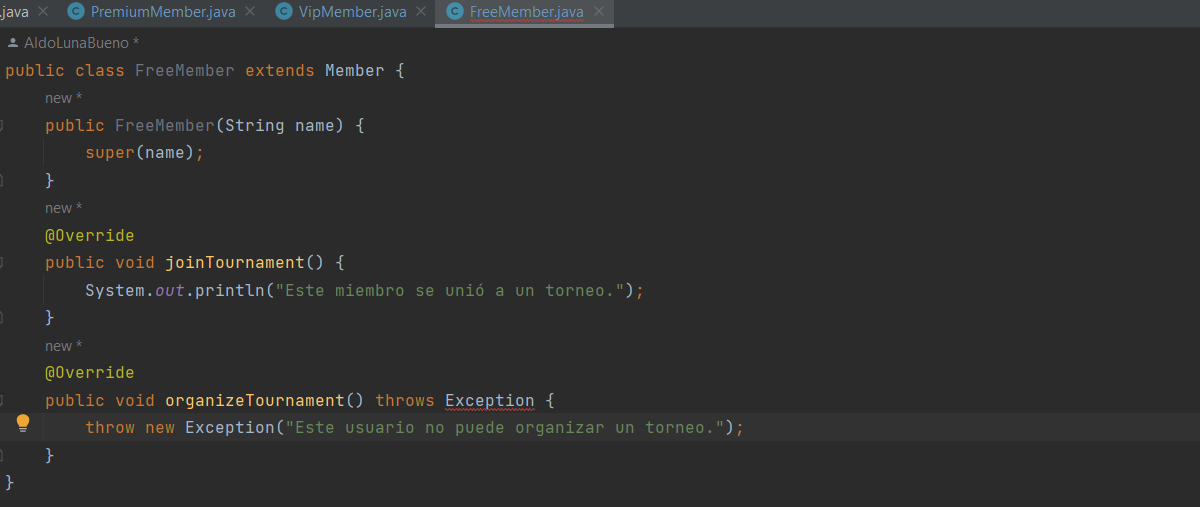 .java PremiumMember.java VipMember.java FreeMember.java
AldoLunaBueno *
public class FreeMember extends Member {
new *
public FreeMember(String name) {
super(name);
}
new *
@Override
public void joinTournament() {
System.out.println("Este miembro se unió a un torneo.");
}
new *
@Override
public void organizeTournament() throws Exception {
throw new Exception("Este usuario no puede organizar un torneo.");
}
}